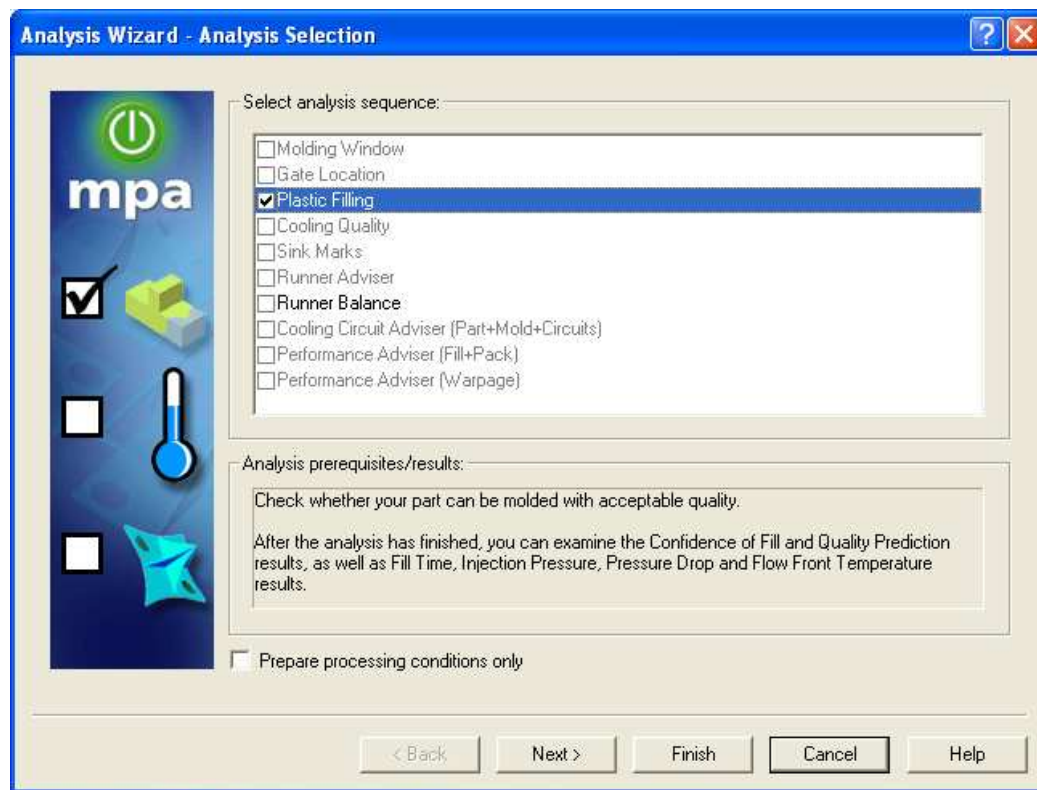 Analysis Wizard - Analysis Selection
mpa
Select analysis sequence:
Molding Window
Gate Location
Plastic Filling
Cooling Quality
Sink Marks
Runner Adviser
Runner Balance
Cooling Circuit Adviser (Part+Mold+Circuits)
Performance Adviser (Fill+Pack)
Performance Adviser (Warpage)
Analysis prerequisites/results:
Check whether your part can be molded with acceptable quality.
After the analysis has finished, you can examine the Confidence of Fill and Quality Prediction
results, as well as Fill Time, Injection Pressure, Pressure Drop and Flow Front Temperature
results.
Prepare processing conditions only
< Back Next > Finish Cancel Help